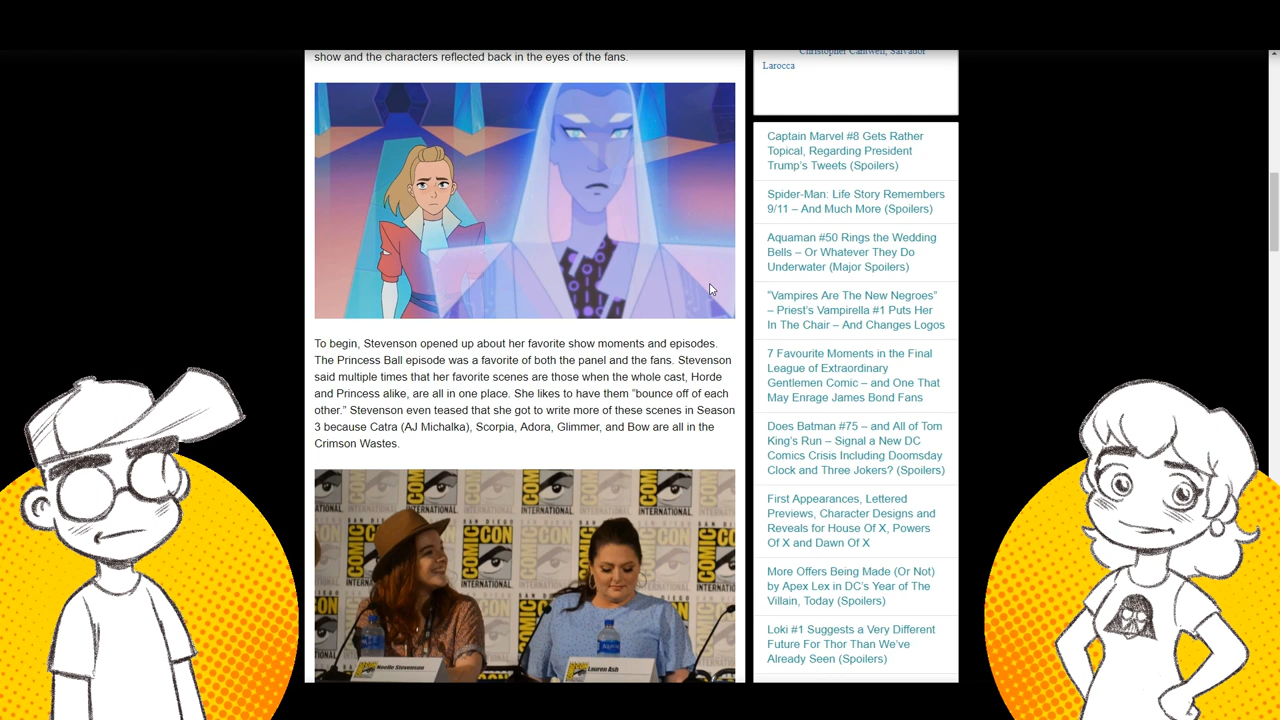 show and the characters reflected back in the eyes of the fans.
To begin, Stevenson opened up about her favorite show moments and episodes.
The Princess Ball episode was a favorite of both the panel and the fans. Stevenson
said multiple times that her favorite scenes are those when the whole cast, Horde
and Princess alike, are all in one place. She likes to have them "bounce off of each
other." Stevenson even teased that she got to write more of these scenes in Season
3 because Catra (AJ Michalka), Scorpia, Adora, Glimmer, and Bow are all in the
Crimson Wastes.
COMIC CON
INTERNATIONAL
SAN DIEGO
Noelle Stevenson
Lauren Ash
Christopher Cantwell, Salvador
Larocca
Captain Marvel #8 Gets Rather
Topical, Regarding President
Trump's Tweets (Spoilers)
Spider-Man: Life Story Remembers
9/11 – And Much More (Spoilers)
Aquaman #50 Rings the Wedding
Bells – Or Whatever They Do
Underwater (Major Spoilers)
"Vampires Are The New Negroes"
– Priest's Vampirella #1 Puts Her
In The Chair – And Changes Logos
7 Favourite Moments in the Final
League of Extraordinary
Gentlemen Comic – and One That
May Enrage James Bond Fans
Does Batman #75 – and All of Tom
King's Run – Signal a New DC
Comics Crisis Including Doomsday
Clock and Three Jokers? (Spoilers)
First Appearances, Lettered
Previews, Character Designs and
Reveals for House Of X, Powers
Of X and Dawn Of X
More Offers Being Made (Or Not)
by Apex Lex in DC's Year of The
Villain, Today (Spoilers)
Loki #1 Suggests a Very Different
Future For Thor Than We've
Already Seen (Spoilers)